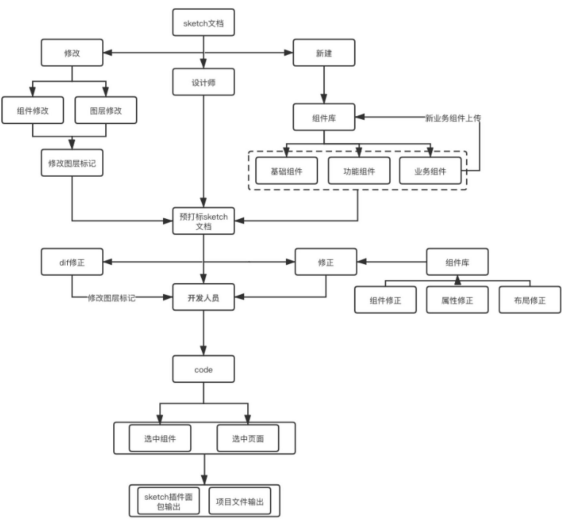 sketch文档
修改
新建
设计师
组件修改
图层修改
组件库
新业务组件上传
修改图层标记
基础组件
功能组件
业务组件
预打标sketch
文档
dif修正
修正
组件库
修改图层标记
开发人员
组件修正
属性修正
布局修正
code
选中组件
选中页面
sketch插件面
包输出
项目文件输出